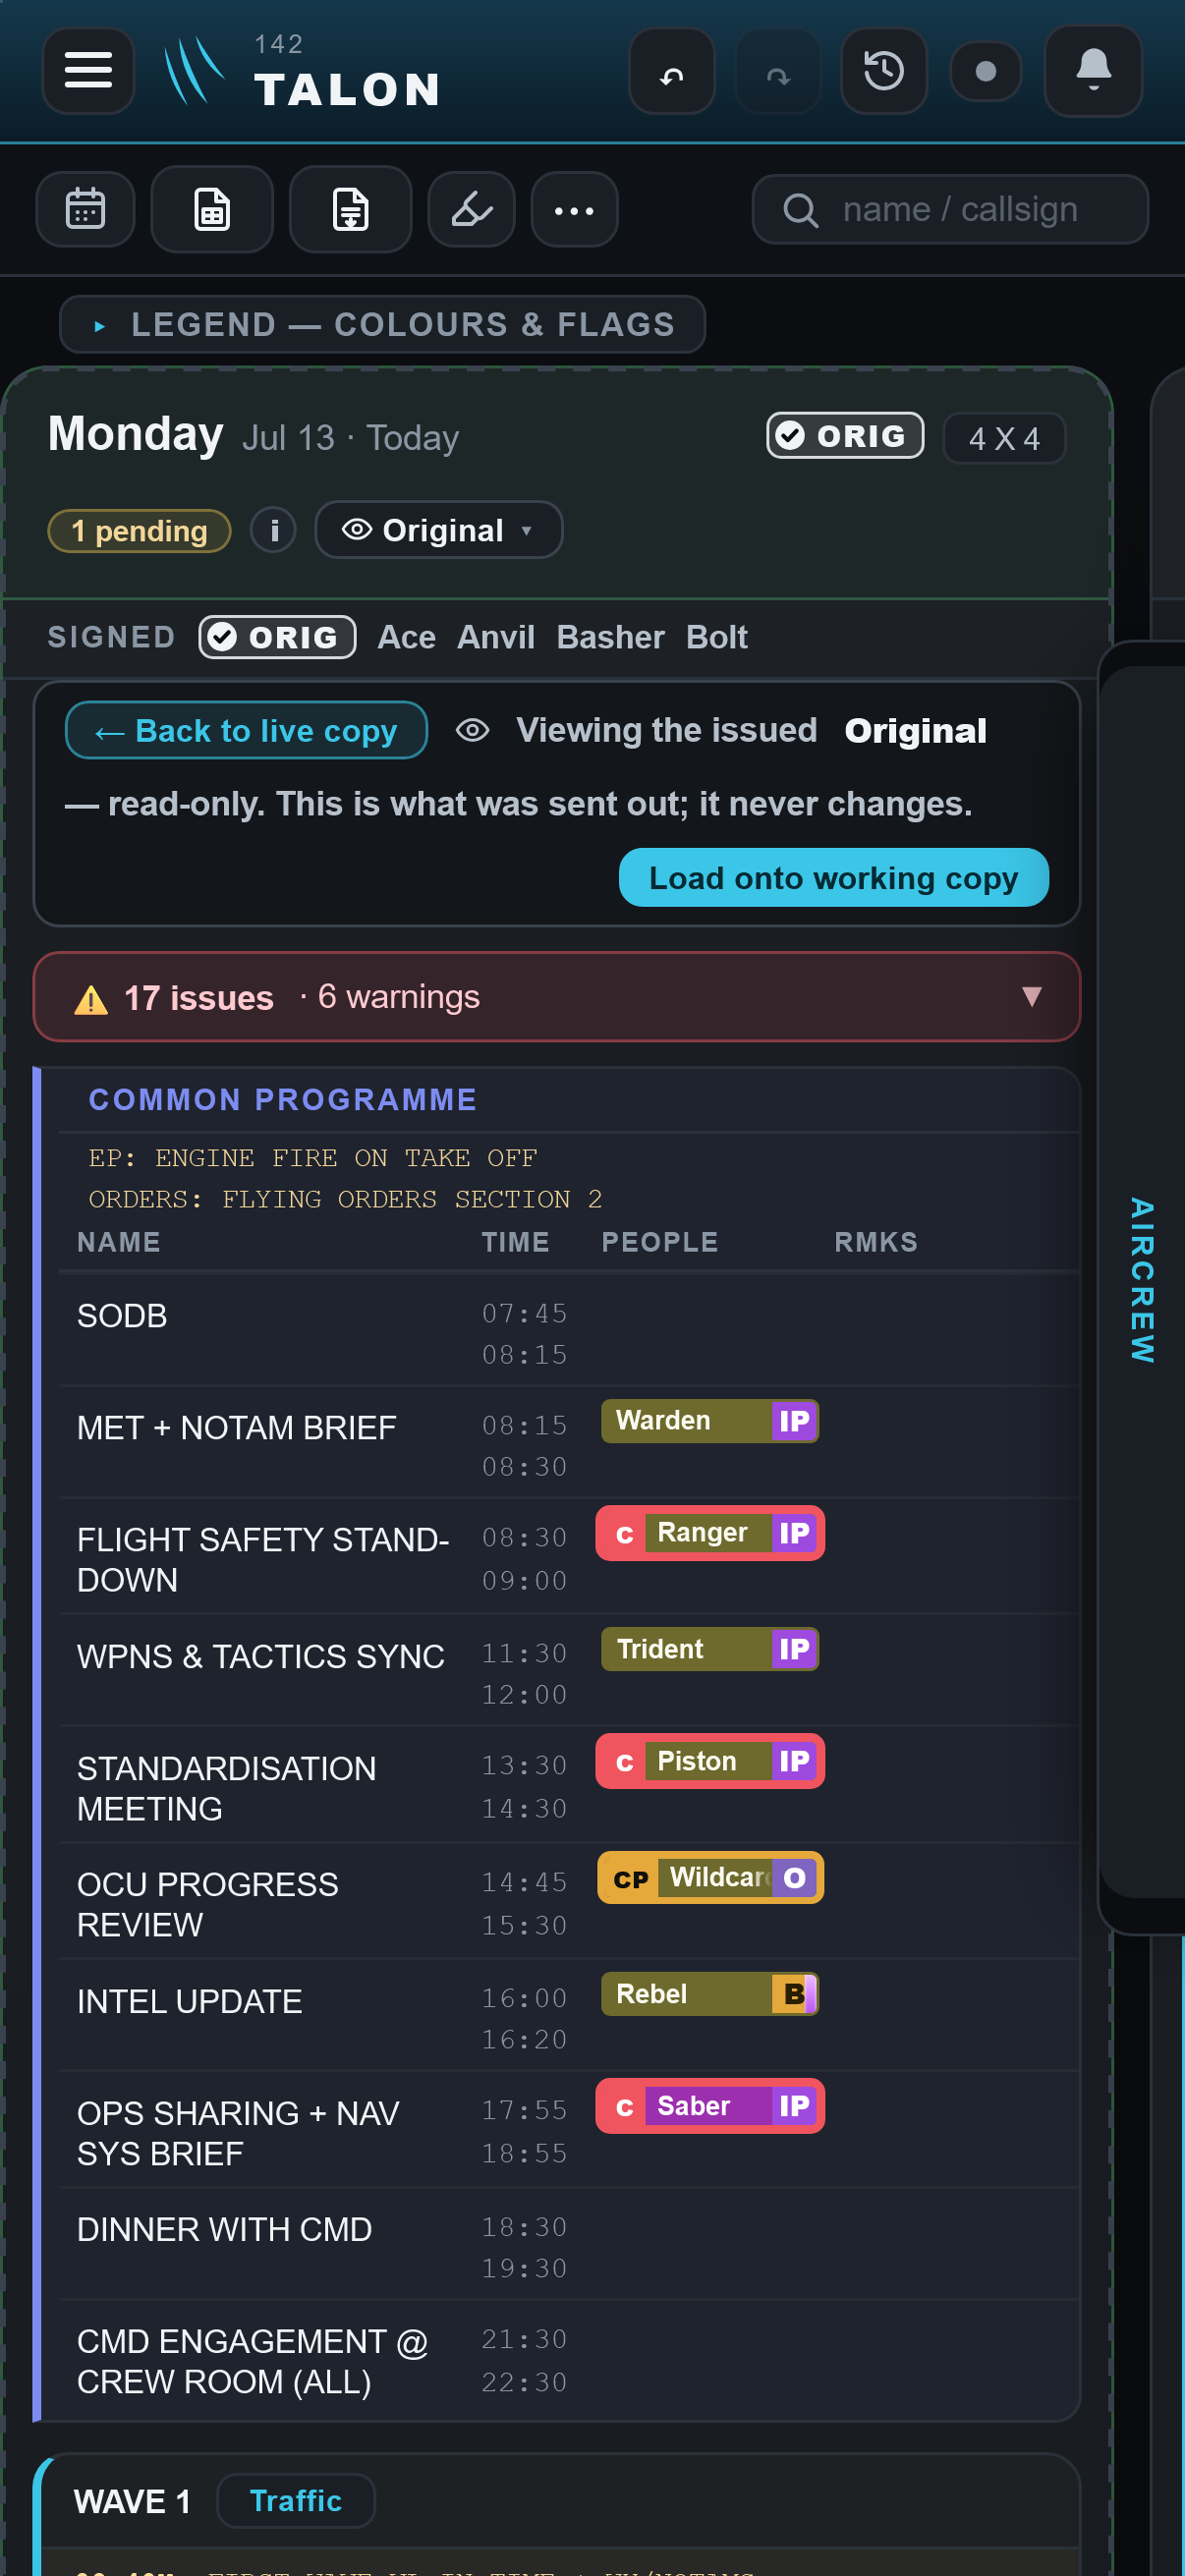 142
TALON
name / callsign
LEGEND — COLOURS & FLAGS
Monday Jul 13 · Today ORIG 4 X 4
1 pending i Original
SIGNED ORIG Ace Anvil Basher Bolt
← Back to live copy Viewing the issued Original
— read-only. This is what was sent out; it never changes.
Load onto working copy
17 issues · 6 warnings
COMMON PROGRAMME
EP: ENGINE FIRE ON TAKE OFF
ORDERS: FLYING ORDERS SECTION 2
NAME TIME PEOPLE RMKS
SODB 07:45
08:15
MET + NOTAM BRIEF 08:15 Warden IP
08:30
FLIGHT SAFETY STAND- 08:30 C Ranger IP
DOWN 09:00
WPNS & TACTICS SYNC 11:30 Trident IP
12:00
STANDARDISATION 13:30 C Piston IP
MEETING 14:30
OCU PROGRESS 14:45 CP Wildcard O
REVIEW 15:30
INTEL UPDATE 16:00 Rebel B
16:20
OPS SHARING + NAV 17:55 C Saber IP
SYS BRIEF 18:55
DINNER WITH CMD 18:30
19:30
CMD ENGAGEMENT @ 21:30
CREW ROOM (ALL) 22:30
AIRCREW
WAVE 1 Traffic